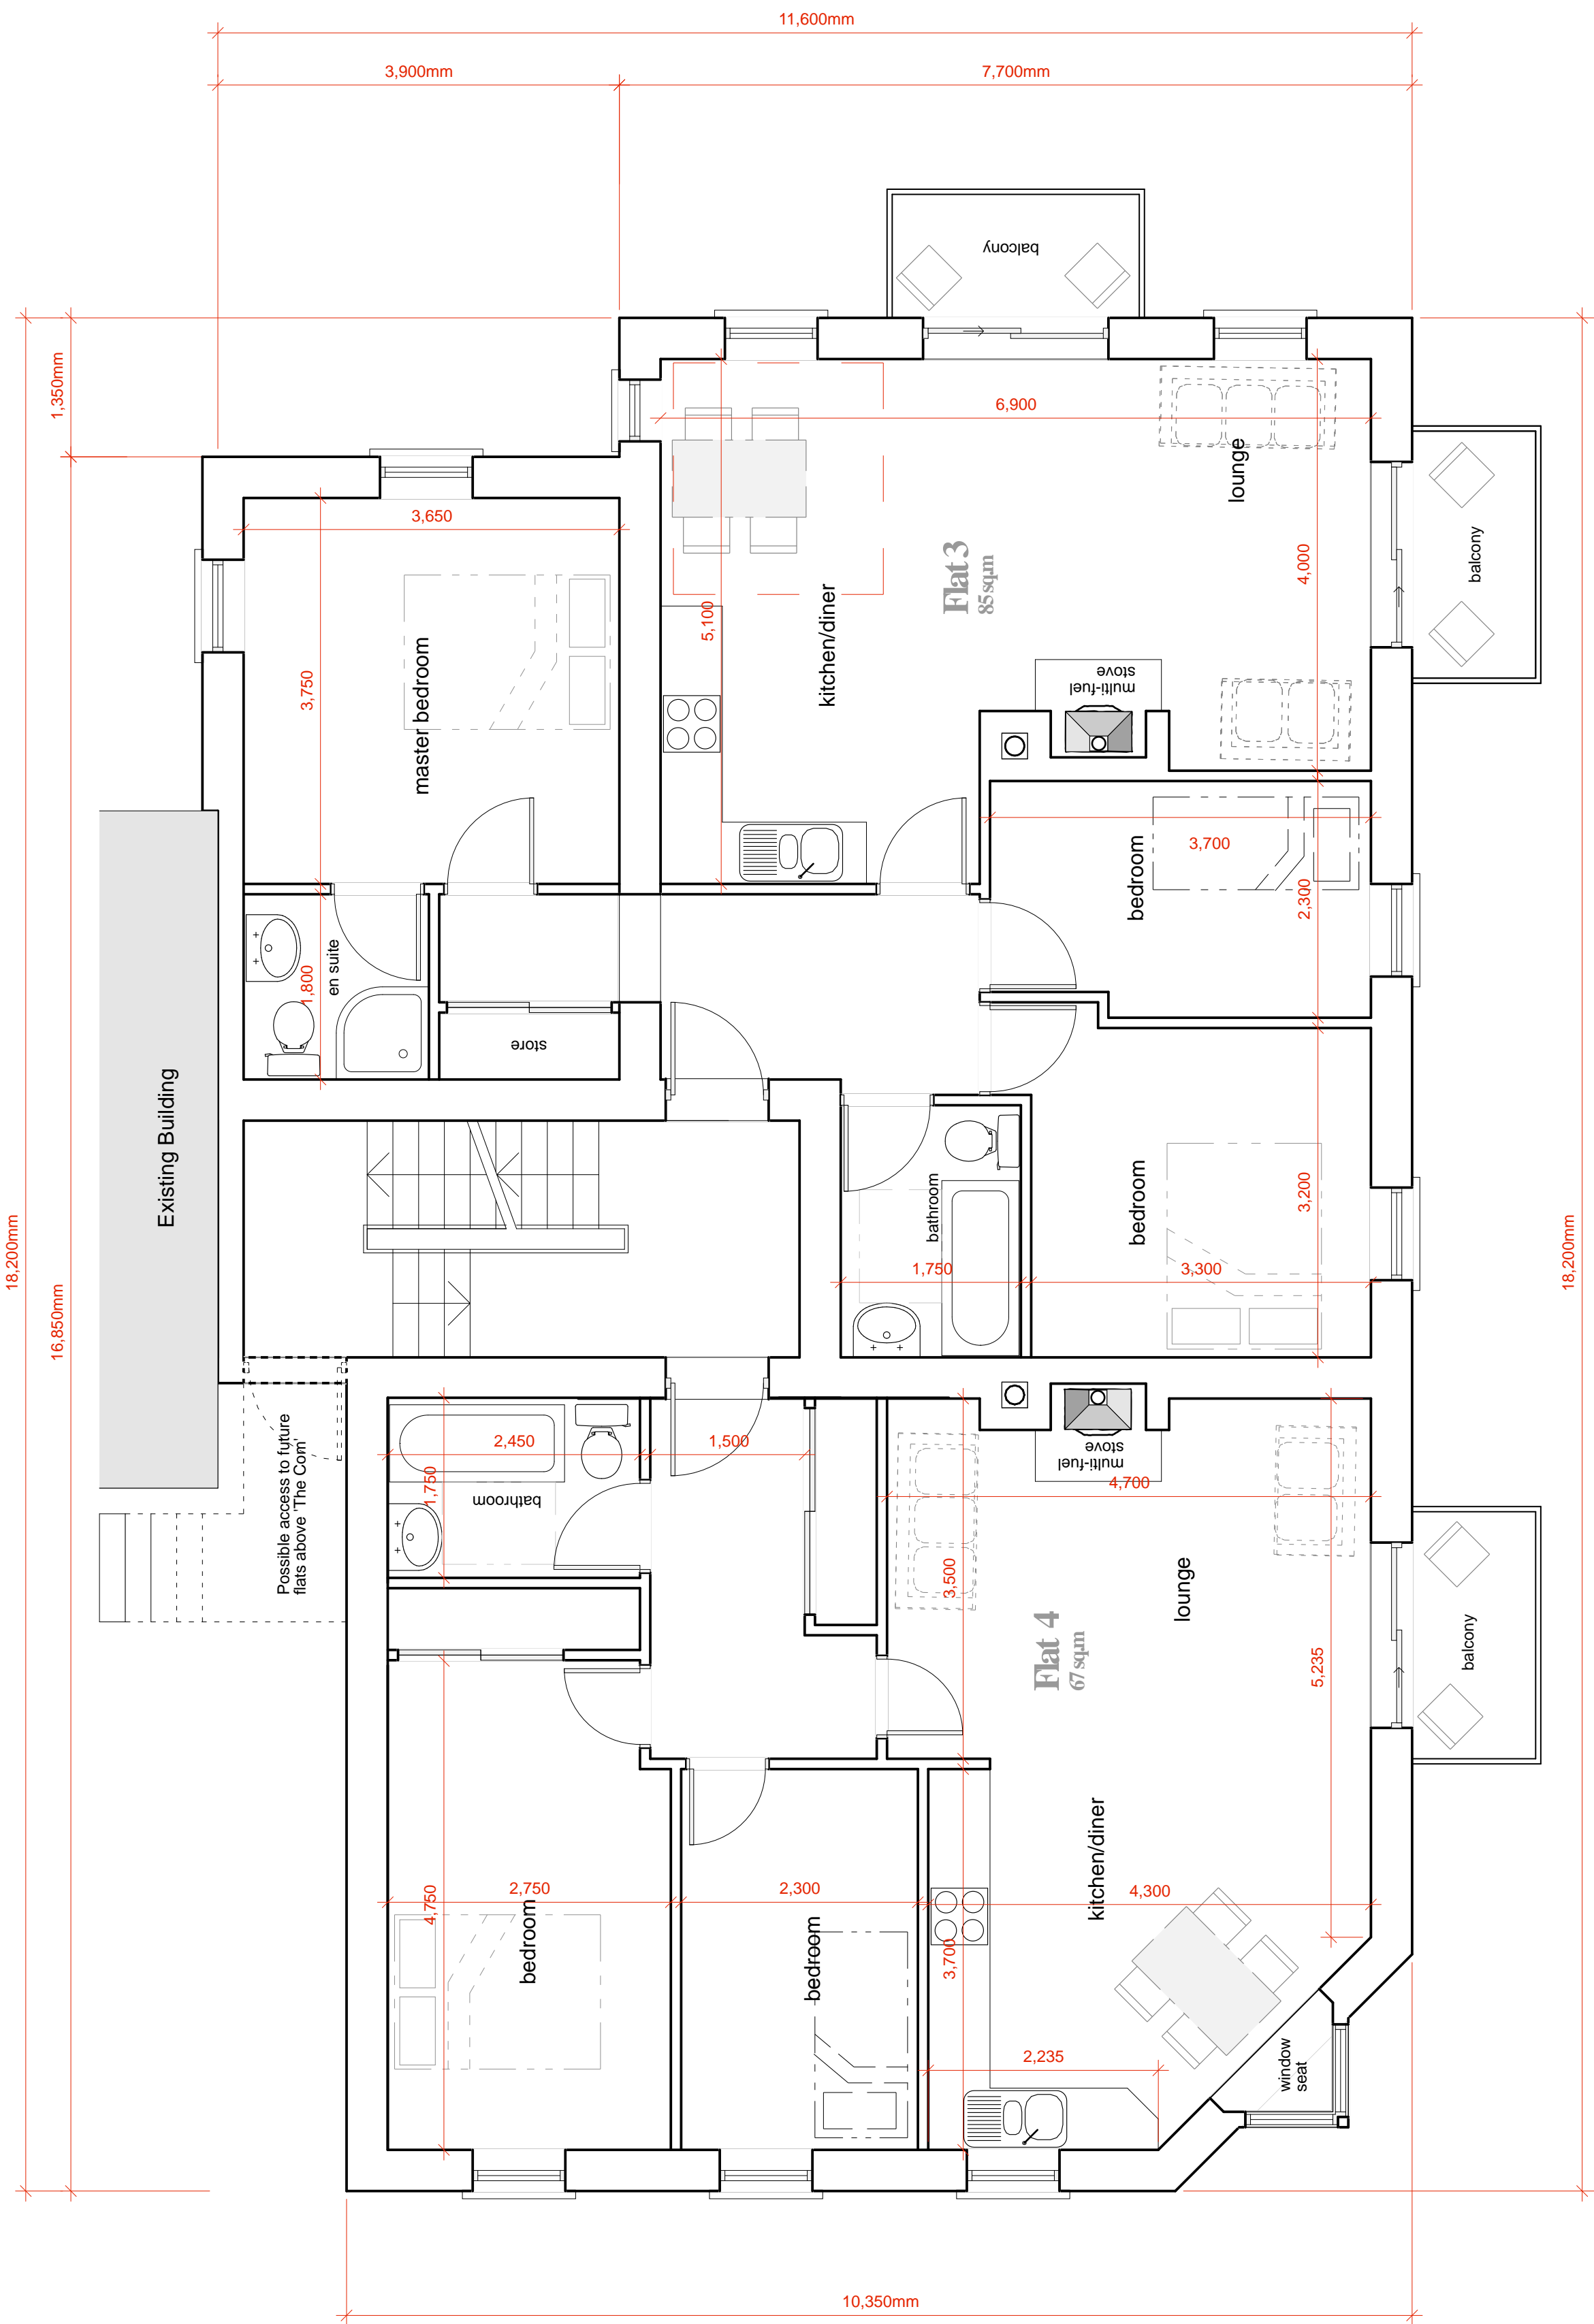 11,600mm
3,900mm
7,700mm
balcony
1,350mm
6,900
lounge
3,650
balcony
4,000
Flat 3
85 sq.m
5,100
kitchen/diner
multi-fuel
stove
3,750
master bedroom
3,700
bedroom
2,300
en suite
1,800
store
Existing Building
bathroom
bedroom
3,200
1,750
3,300
18,200mm
18,200mm
16,850mm
Possible access to future
flats above 'The Com'
2,450
1,500
1,750
bathroom
multi-fuel
stove
4,700
3,500
lounge
Flat 4
67 sq.m
5,235
balcony
kitchen/diner
2,750
2,300
4,300
4,750
bedroom
bedroom
3,700
2,235
window
seat
10,350mm